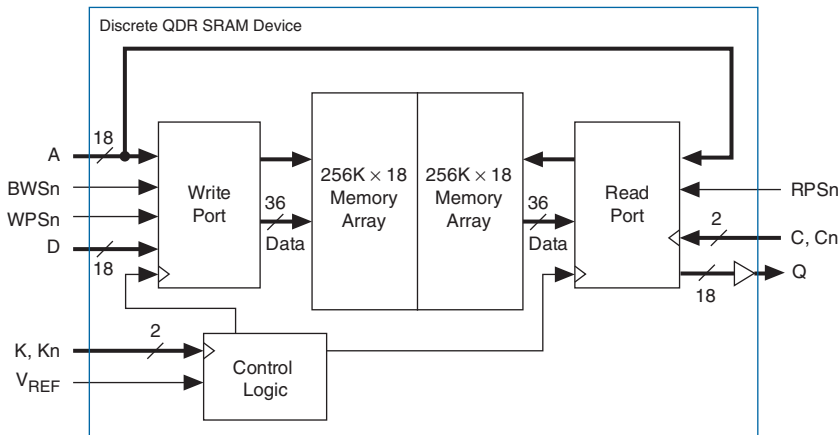 Discrete QDR SRAM Device
A
18
BWSn
WPSn
D
18
Write
Port
36
Data
256K × 18
Memory
Array
256K × 18
Memory
Array
36
Data
Read
Port
RPSn
2
C, Cn
18
Q
K, Kn
2
VREF
Control
Logic